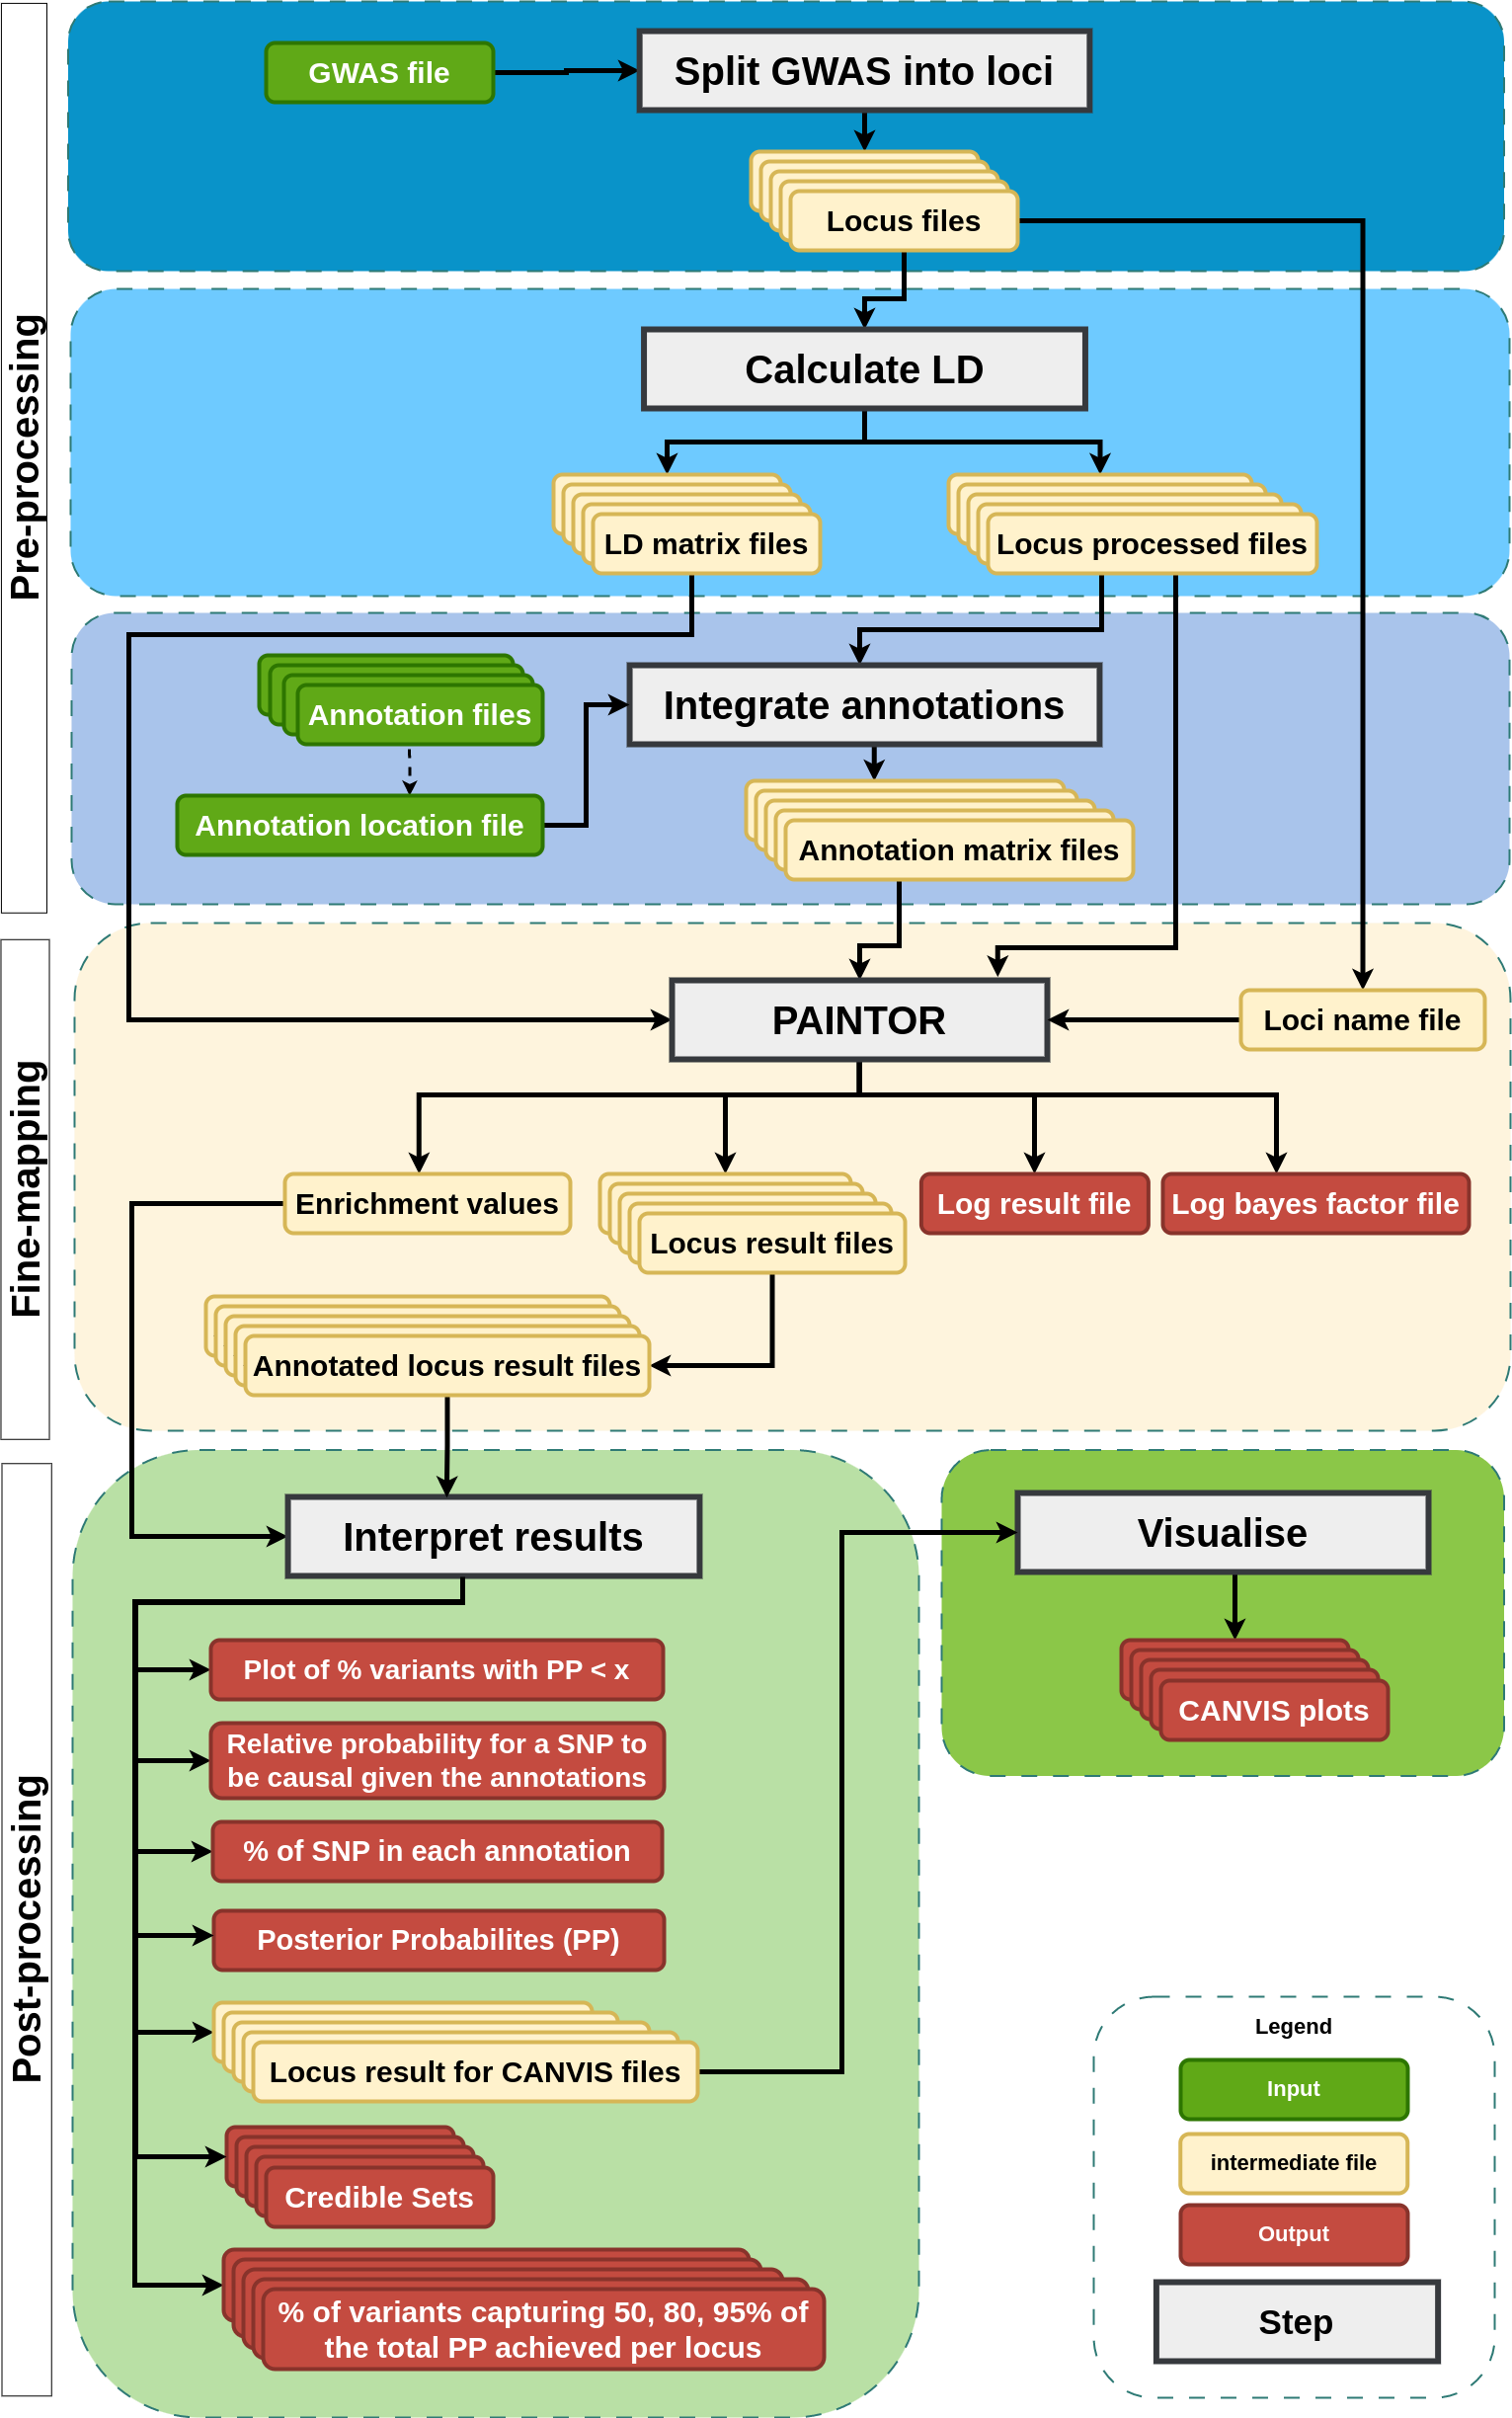 Pre-processing
GWAS file
Split GWAS into loci
Locus files
Calculate LD
LD matrix files
Locus processed files
Annotation files
Integrate annotations
Annotation location file
Annotation matrix files
Fine-mapping
PAINTOR
Loci name file
Enrichment values
Locus result files
Log result file
Log bayes factor file
Annotated locus result files
Post-processing
Interpret results
Visualise
Plot of % variants with PP < x
CANVIS plots
Relative probability for a SNP to
be causal given the annotations
% of SNP in each annotation
Posterior Probabilites (PP)
Locus result for CANVIS files
Credible Sets
% of variants capturing 50, 80, 95% of
the total PP achieved per locus
Legend
Input
intermediate file
Output
Step